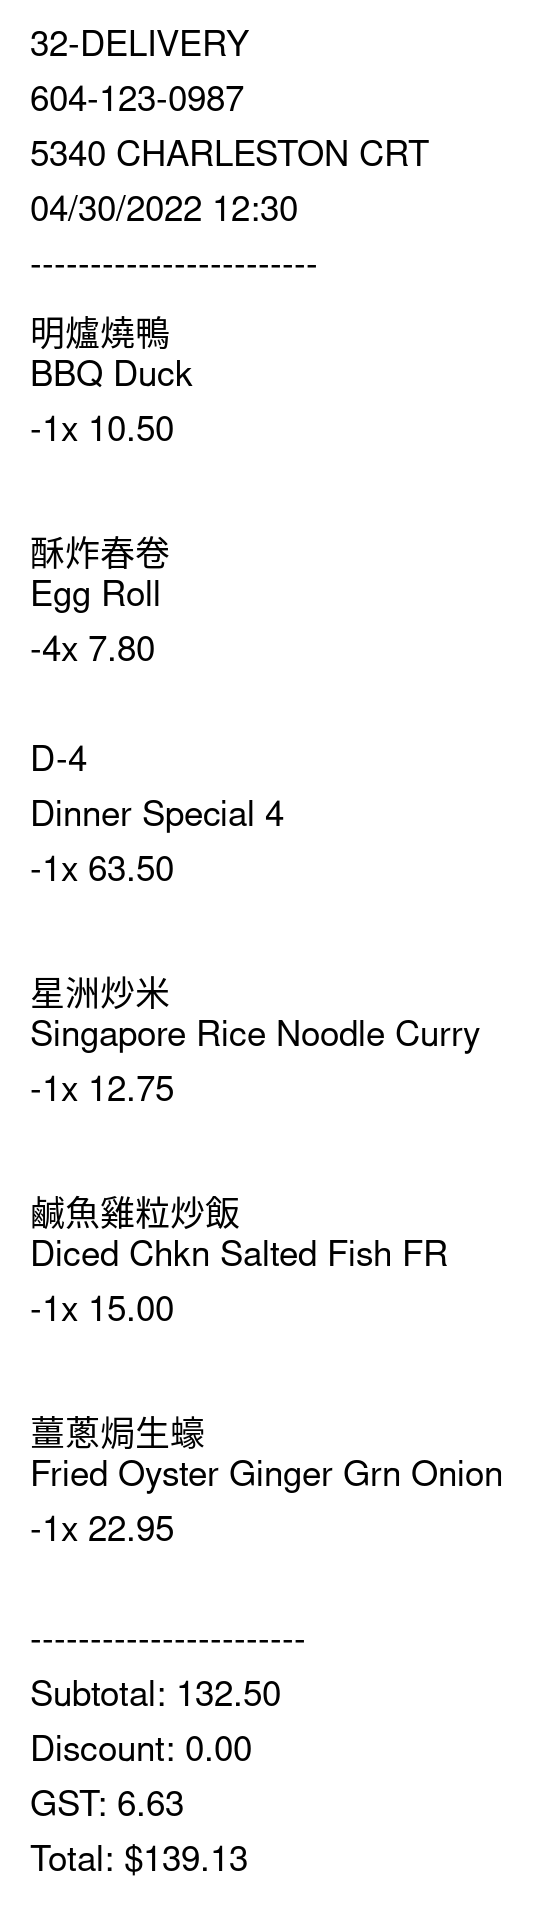 32-DELIVERY
604-123-0987
5340 CHARLESTON CRT
04/30/2022 12:30
------------------------
明爐燒鴨
BBQ Duck
-1x 10.50
酥炸春卷
Egg Roll
-4x 7.80
D-4
Dinner Special 4
-1x 63.50
星洲炒米
Singapore Rice Noodle Curry
-1x 12.75
鹹魚雞粒炒飯
Diced Chkn Salted Fish FR
-1x 15.00
薑蔥焗生蠔
Fried Oyster Ginger Grn Onion
-1x 22.95
-----------------------
Subtotal: 132.50
Discount: 0.00
GST: 6.63
Total: $139.13